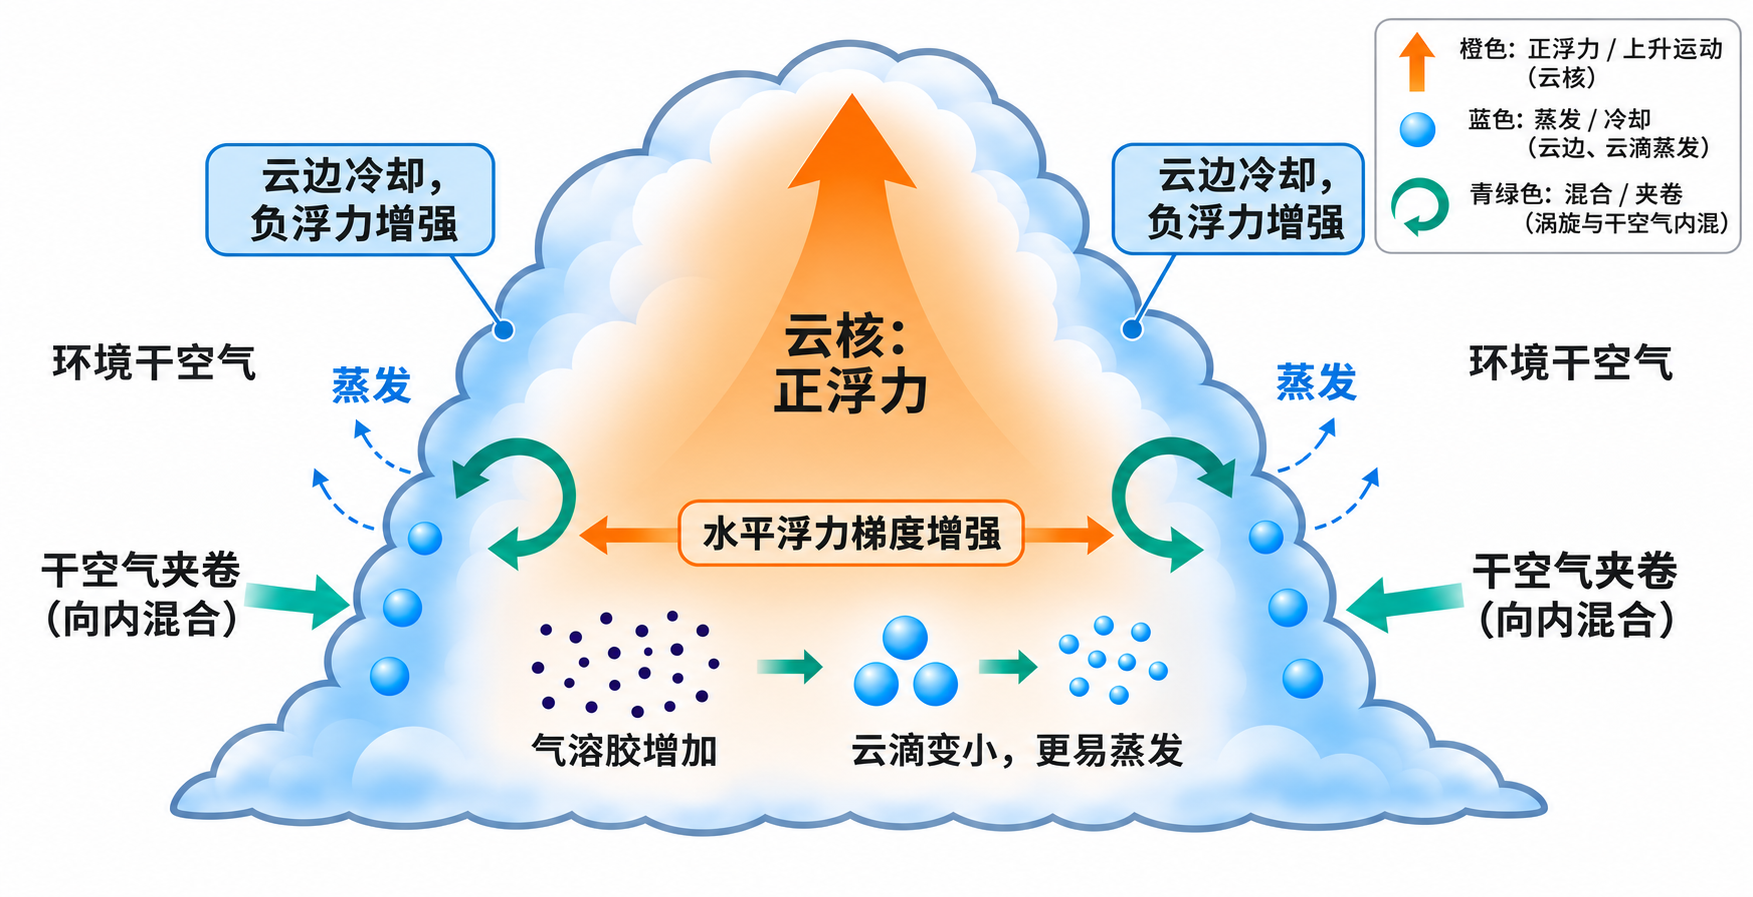 橙色：正浮力 / 上升运动
（云核）
蓝色：蒸发 / 冷却
（云边、云滴蒸发）
青绿色：混合 / 夹卷
（涡旋与干空气内混）
云边冷却，
负浮力增强
云边冷却，
负浮力增强
环境干空气
蒸发
云核：
正浮力
蒸发
环境干空气
水平浮力梯度增强
干空气夹卷
（向内混合）
干空气夹卷
（向内混合）
气溶胶增加
云滴变小，更易蒸发